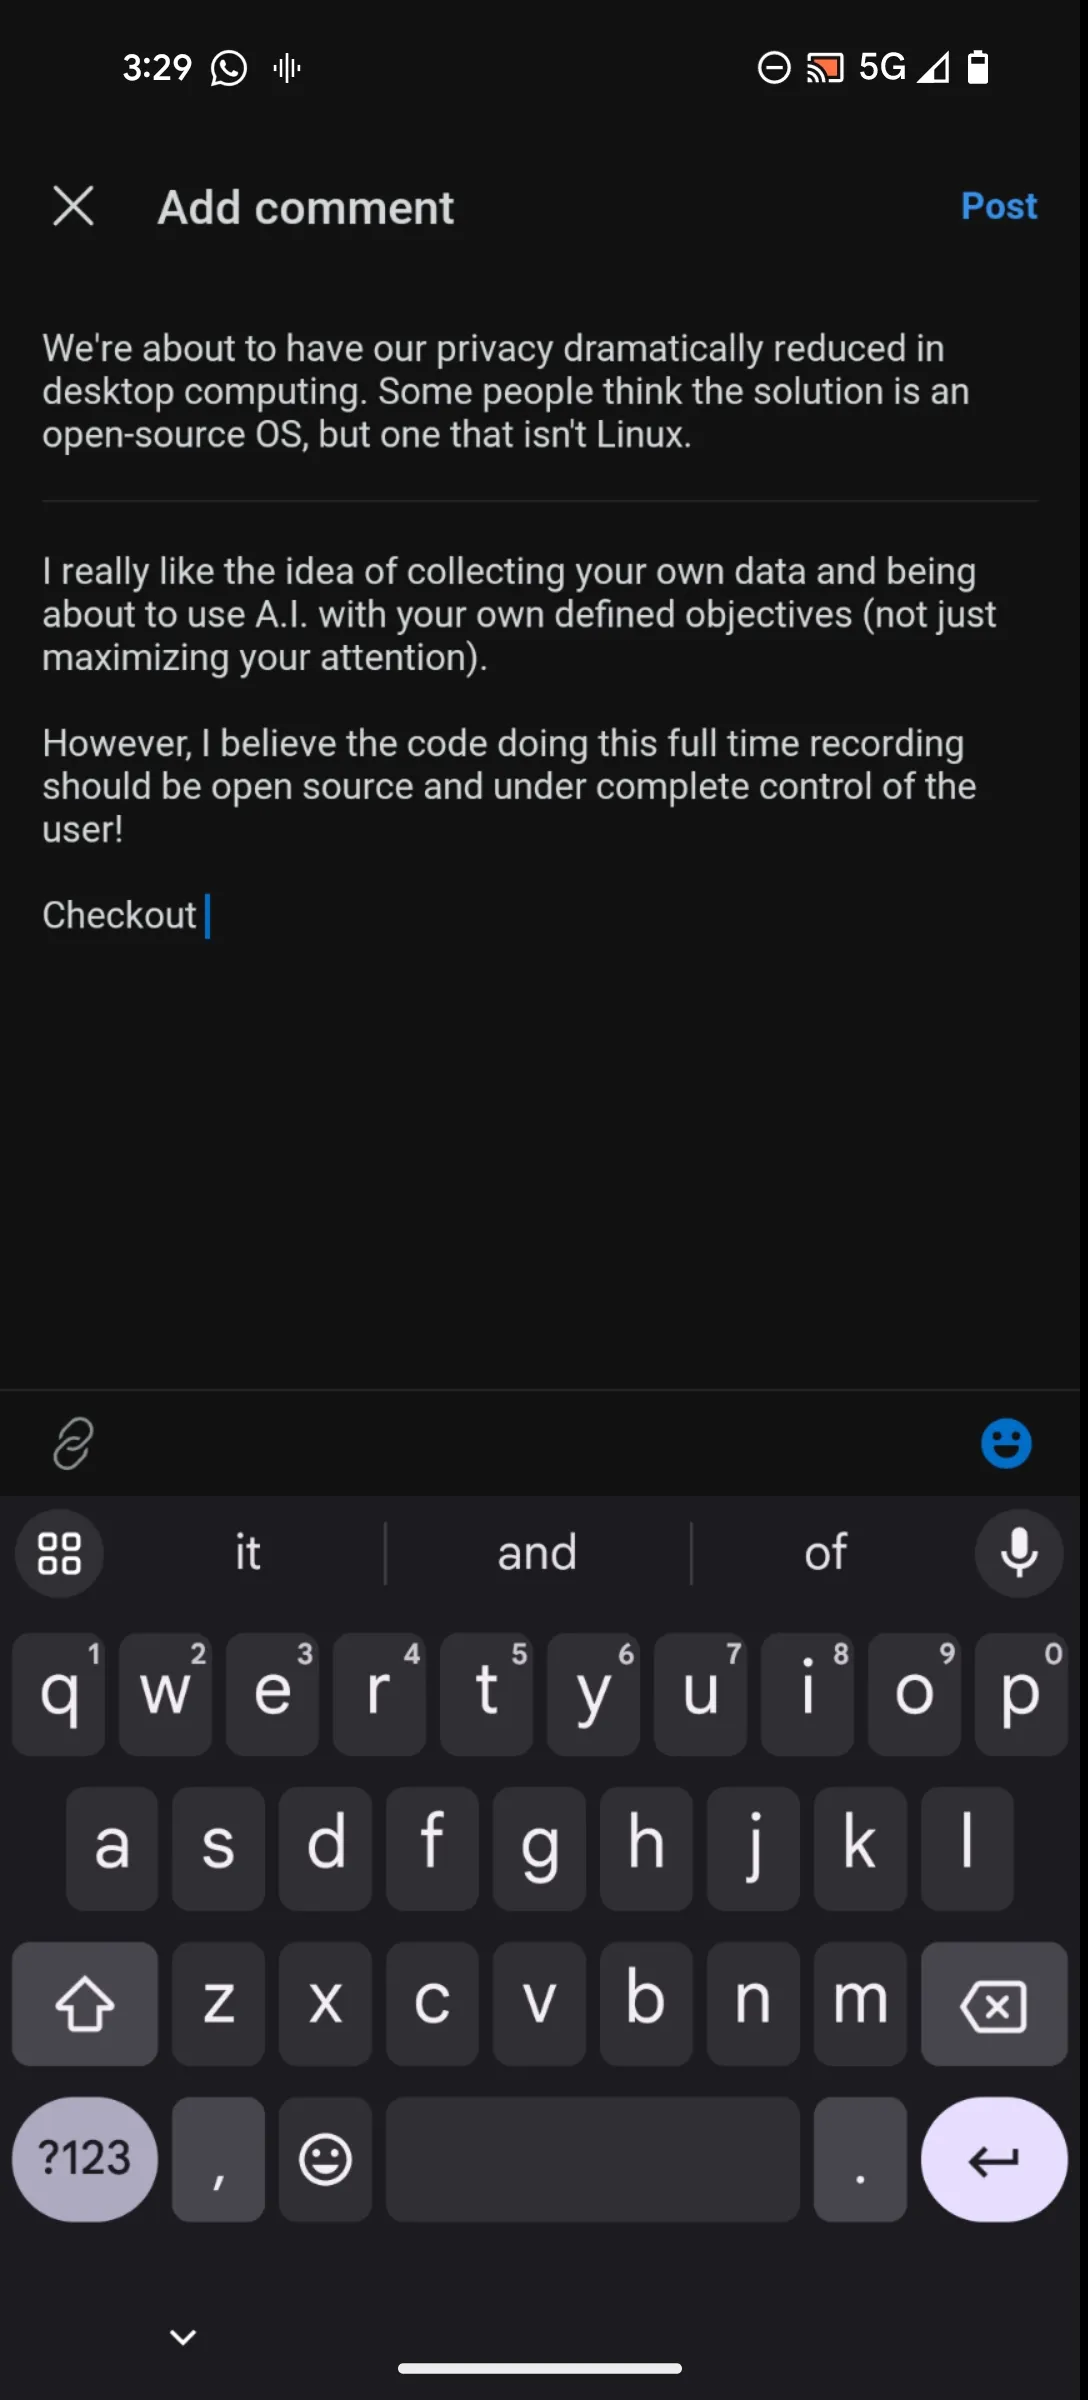 3:29 5G
Add comment Post
We're about to have our privacy dramatically reduced in
desktop computing. Some people think the solution is an
open-source OS, but one that isn't Linux.
I really like the idea of collecting your own data and being
about to use A.I. with your own defined objectives (not just
maximizing your attention).
However, I believe the code doing this full time recording
should be open source and under complete control of the
user!
Checkout
it and of
q 1 w 2 e 3 r 4 t 5 y 6 u 7 i 8 o 9 p 0
a s d f g h j k l
z x c v b n m
?123 , .